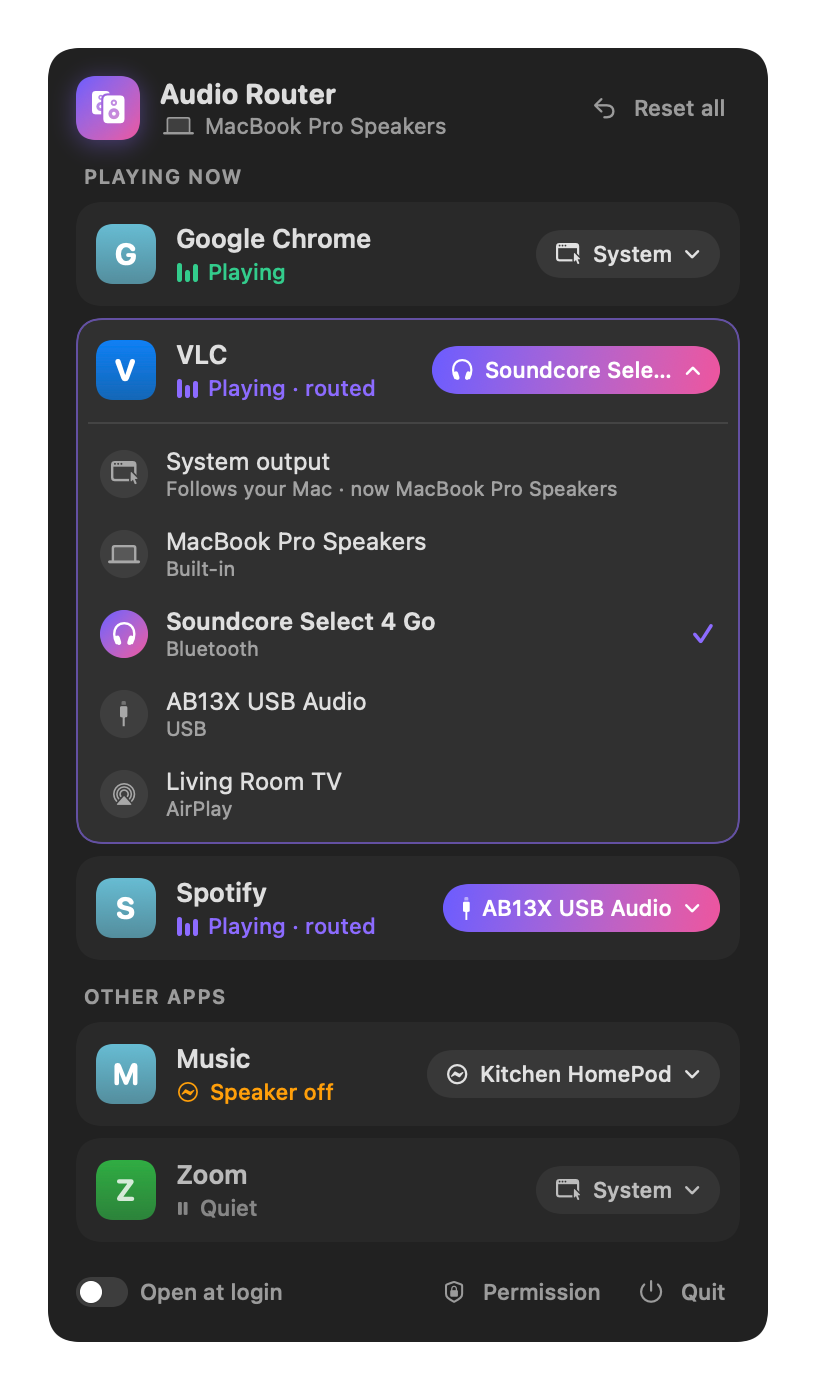 Audio Router
MacBook Pro Speakers
Reset all
PLAYING NOW
G
Google Chrome
Playing
System
V
VLC
Playing · routed
Soundcore Sele...
System output
Follows your Mac · now MacBook Pro Speakers
MacBook Pro Speakers
Built-in
Soundcore Select 4 Go
Bluetooth
AB13X USB Audio
USB
Living Room TV
AirPlay
S
Spotify
Playing · routed
AB13X USB Audio
OTHER APPS
M
Music
Speaker off
Kitchen HomePod
Z
Zoom
Quiet
System
Open at login
Permission
Quit